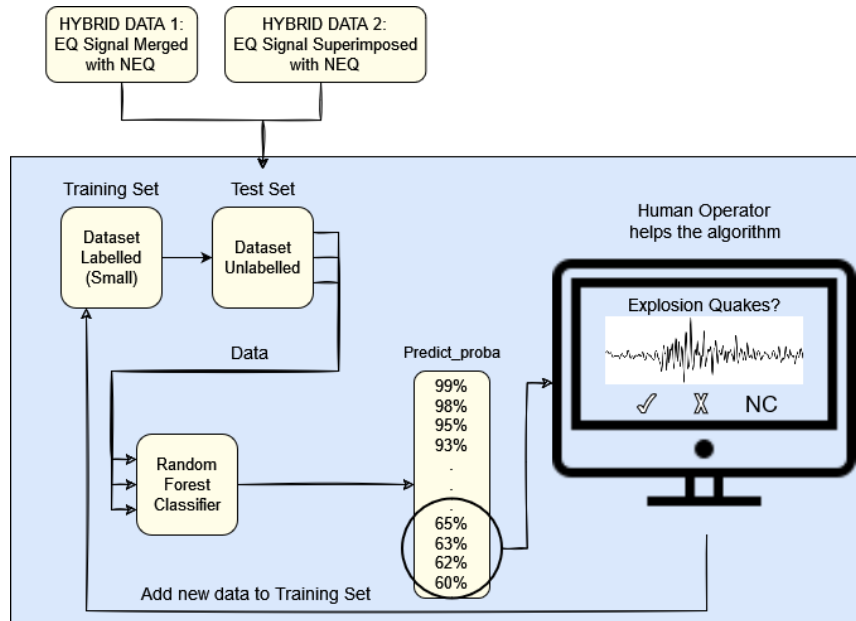 HYBRID DATA 1:
EQ Signal Merged
with NEQ
HYBRID DATA 2:
EQ Signal Superimposed
with NEQ
Training Set
Test Set
Dataset
Labelled
(Small)
Dataset
Unlabelled
Human Operator
helps the algorithm
Explosion Quakes?
NC
Data
Predict_proba
99%
98%
95%
93%
.
.
.
65%
63%
62%
60%
Random
Forest
Classifier
Add new data to Training Set